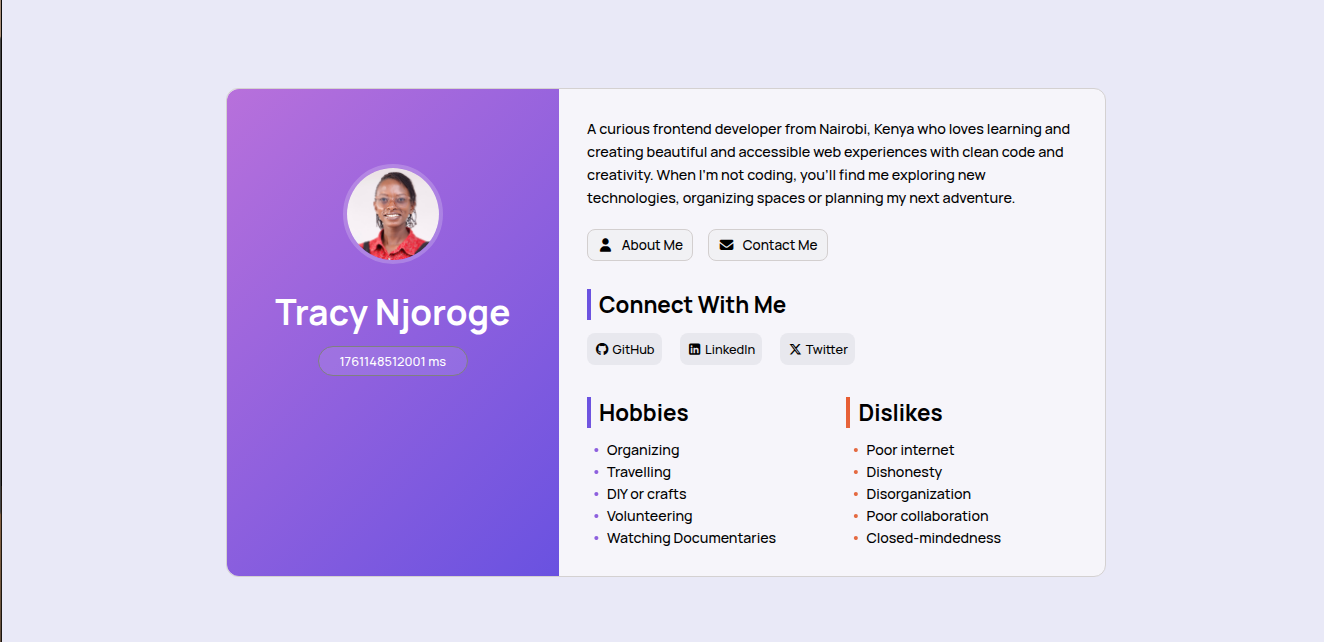 Tracy Njoroge
1761148512001 ms
A curious frontend developer from Nairobi, Kenya who loves learning and
creating beautiful and accessible web experiences with clean code and
creativity. When I'm not coding, you'll find me exploring new
technologies, organizing spaces or planning my next adventure.
About Me
Contact Me
Connect With Me
GitHub
LinkedIn
Twitter
Hobbies
Organizing
Travelling
DIY or crafts
Volunteering
Watching Documentaries
Dislikes
Poor internet
Dishonesty
Disorganization
Poor collaboration
Closed-mindedness